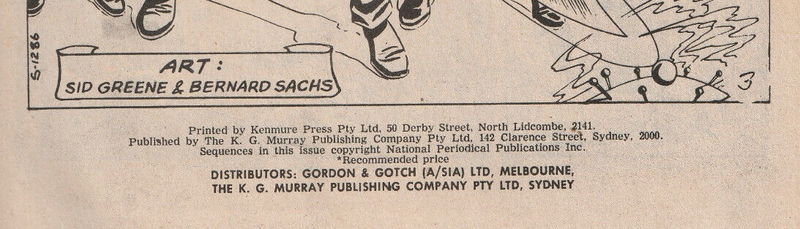 S-1286
ART:
SID GREENE & BERNARD SACHS
3
Printed by Kenmure Press Pty Ltd, 50 Derby Street, North Lidcombe, 2141.
Published by The K. G. Murray Publishing Company Pty Ltd, 142 Clarence Street, Sydney, 2000.
Sequences in this issue copyright National Periodical Publications Inc.
*Recommended price
DISTRIBUTORS: GORDON & GOTCH (A/SIA) LTD, MELBOURNE,
THE K. G. MURRAY PUBLISHING COMPANY PTY LTD, SYDNEY